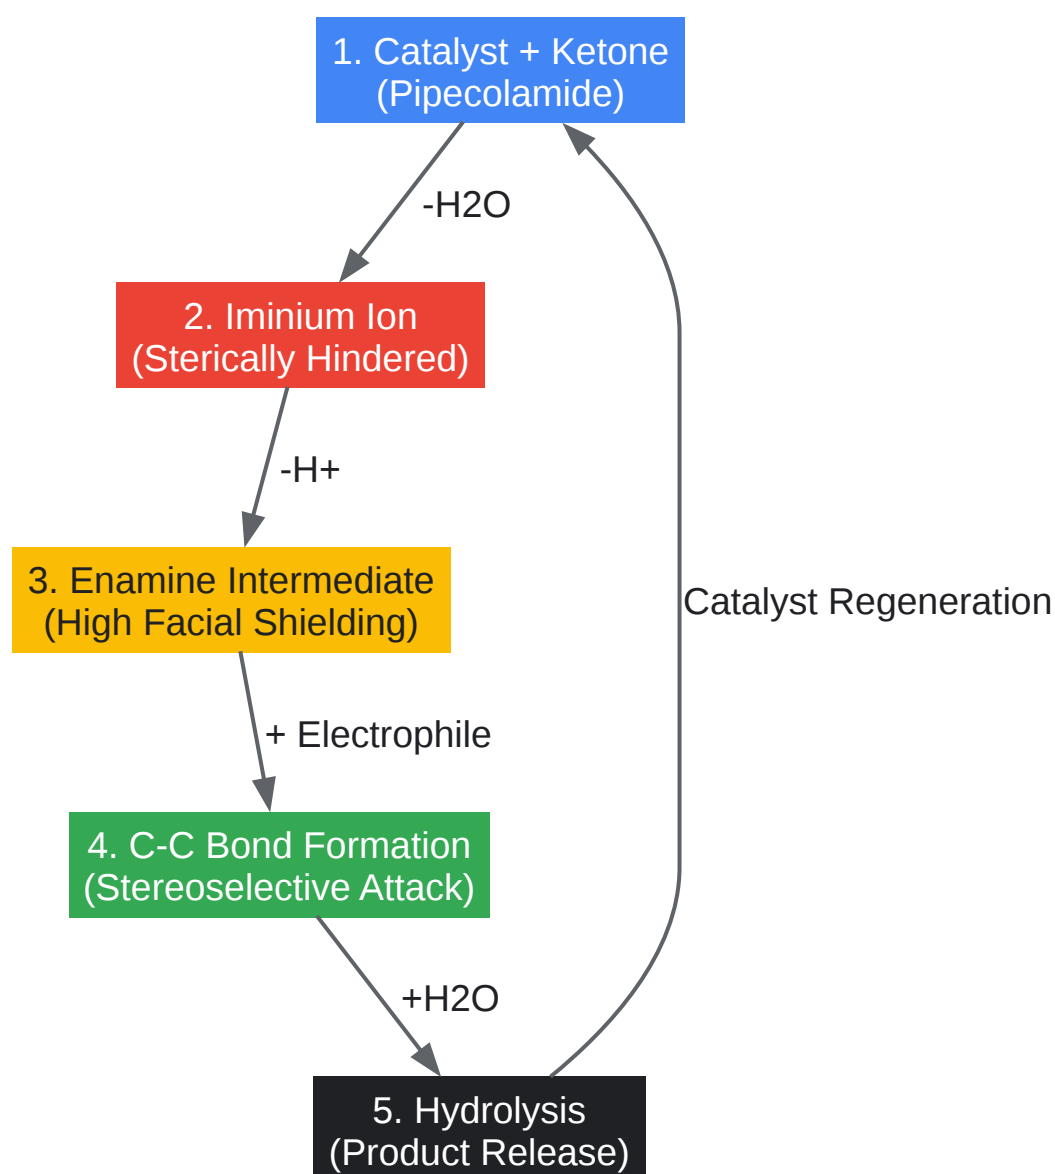 1. Catalyst + Ketone
(Pipecolamide)
-H2O
2. Iminium Ion
(Sterically Hindered)
-H+
3. Enamine Intermediate
(High Facial Shielding)
Catalyst Regeneration
+ Electrophile
4. C-C Bond Formation
(Stereoselective Attack)
+H2O
5. Hydrolysis
(Product Release)